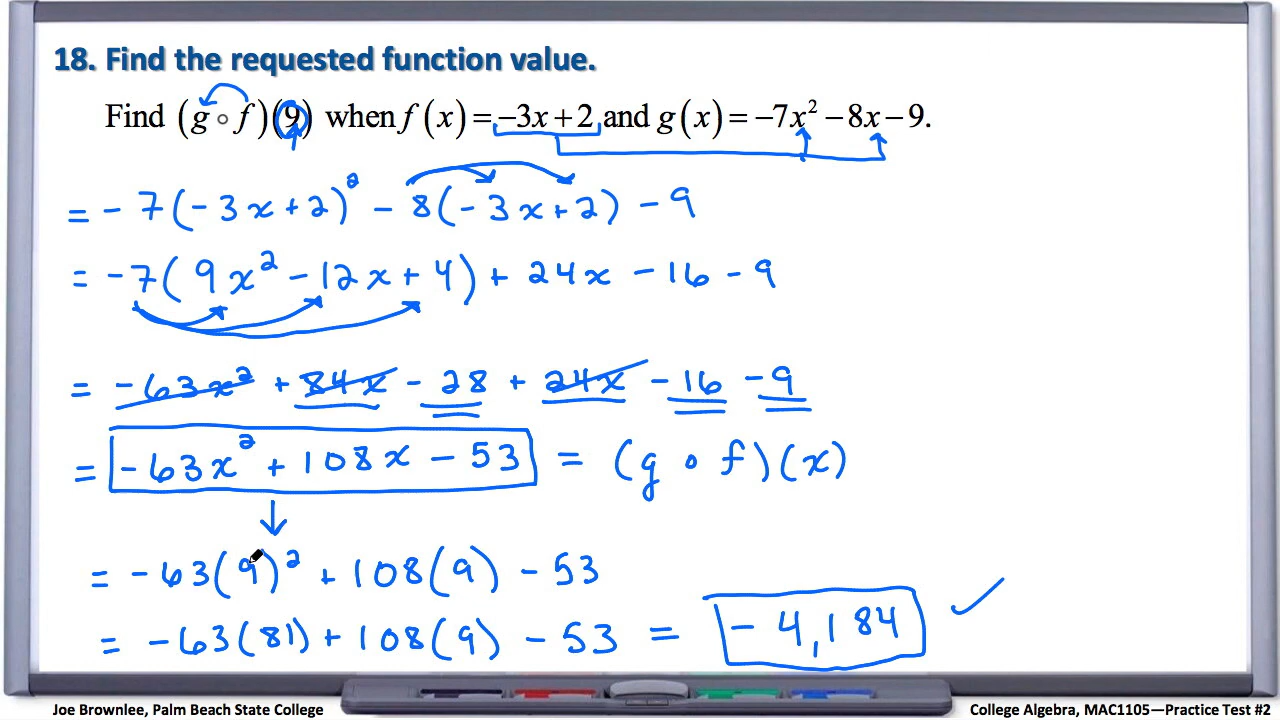 18. Find the requested function value.
Find (g ∘ f)(9) when f(x) = −3x + 2 and g(x) = −7x² − 8x − 9.
= −7(−3x + 2)² − 8(−3x + 2) − 9
= −7(9x² − 12x + 4) + 24x − 16 − 9
= −63x² + 84x − 28 + 24x − 16 − 9
= −63x² + 108x − 53 = (g ∘ f)(x)
= −63(9)² + 108(9) − 53
= −63(81) + 108(9) − 53 = −4,184
Joe Brownlee, Palm Beach State College
College Algebra, MAC1105—Practice Test #2